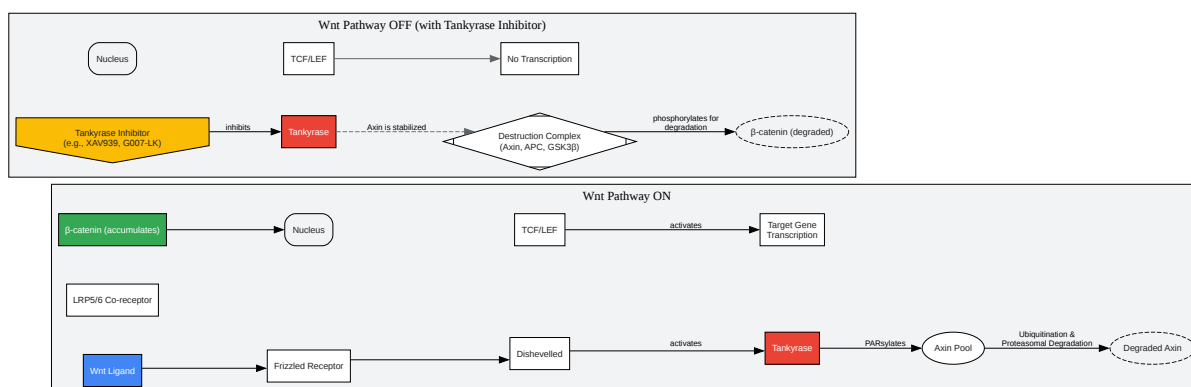 Wnt Pathway OFF (with Tankyrase Inhibitor)
Nucleus
TCF/LEF
No Transcription
Tankyrase Inhibitor
(e.g., XAV939, G007-LK)
inhibits
Tankyrase
Axin is stabilized
Destruction Complex
(Axin, APC, GSK3β)
phosphorylates for
degradation
β-catenin (degraded)
Wnt Pathway ON
β-catenin (accumulates)
Nucleus
TCF/LEF
activates
Target Gene
Transcription
LRP5/6 Co-receptor
Wnt Ligand
Frizzled Receptor
Dishevelled
activates
Tankyrase
PARsylates
Axin Pool
Ubiquitination &
Proteasomal Degradation
Degraded Axin